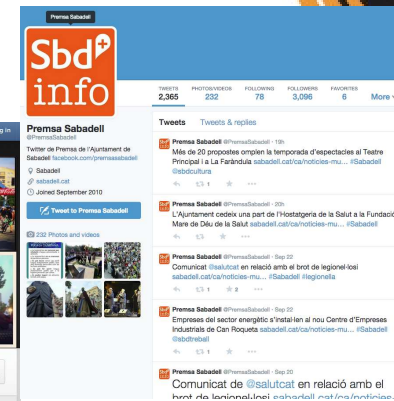 Premsa Sabadell
Sbd
info
TWEETS PHOTOS/VIDEOS FOLLOWING FOLLOWERS FAVORITES
2,365 232 78 3,096 6 More
Tweets Tweets & replies
Premsa Sabadell
@PremsaSabadell
Twitter de Premsa de l'Ajuntament de
Sabadell facebook.com/premsasabadell
Sabadell
sabadell.cat
Joined September 2010
Tweet to Premsa Sabadell
232 Photos and videos
g in
Premsa Sabadell @PremsaSabadell · 19h
Més de 20 propostes omplen la temporada d'espectacles al Teatre
Principal i a La Faràndula sabadell.cat/ca/noticies-mu… #Sabadell
@sbdcultura
1
Premsa Sabadell @PremsaSabadell · 20h
L'Ajuntament cedeix una part de l'Hostatgeria de la Salut a la Fundació
Mare de Déu de la Salut sabadell.cat/ca/noticies-mu… #Sabadell
Premsa Sabadell @PremsaSabadell · Sep 22
Comunicat @salutcat en relació amb el brot de legionel·losi
sabadell.cat/ca/noticies-mu… #Sabadell #legionella
1 2
Premsa Sabadell @PremsaSabadell · Sep 22
Empreses del sector energètic s'instal·len al nou Centre d'Empreses
Industrials de Can Roqueta sabadell.cat/ca/noticies-mu… #Sabadell
@sbdtreball
1
Premsa Sabadell @PremsaSabadell · Sep 20
Comunicat de @salutcat en relació amb el
brot de legionel·losi sabadell.cat/ca/noticies-